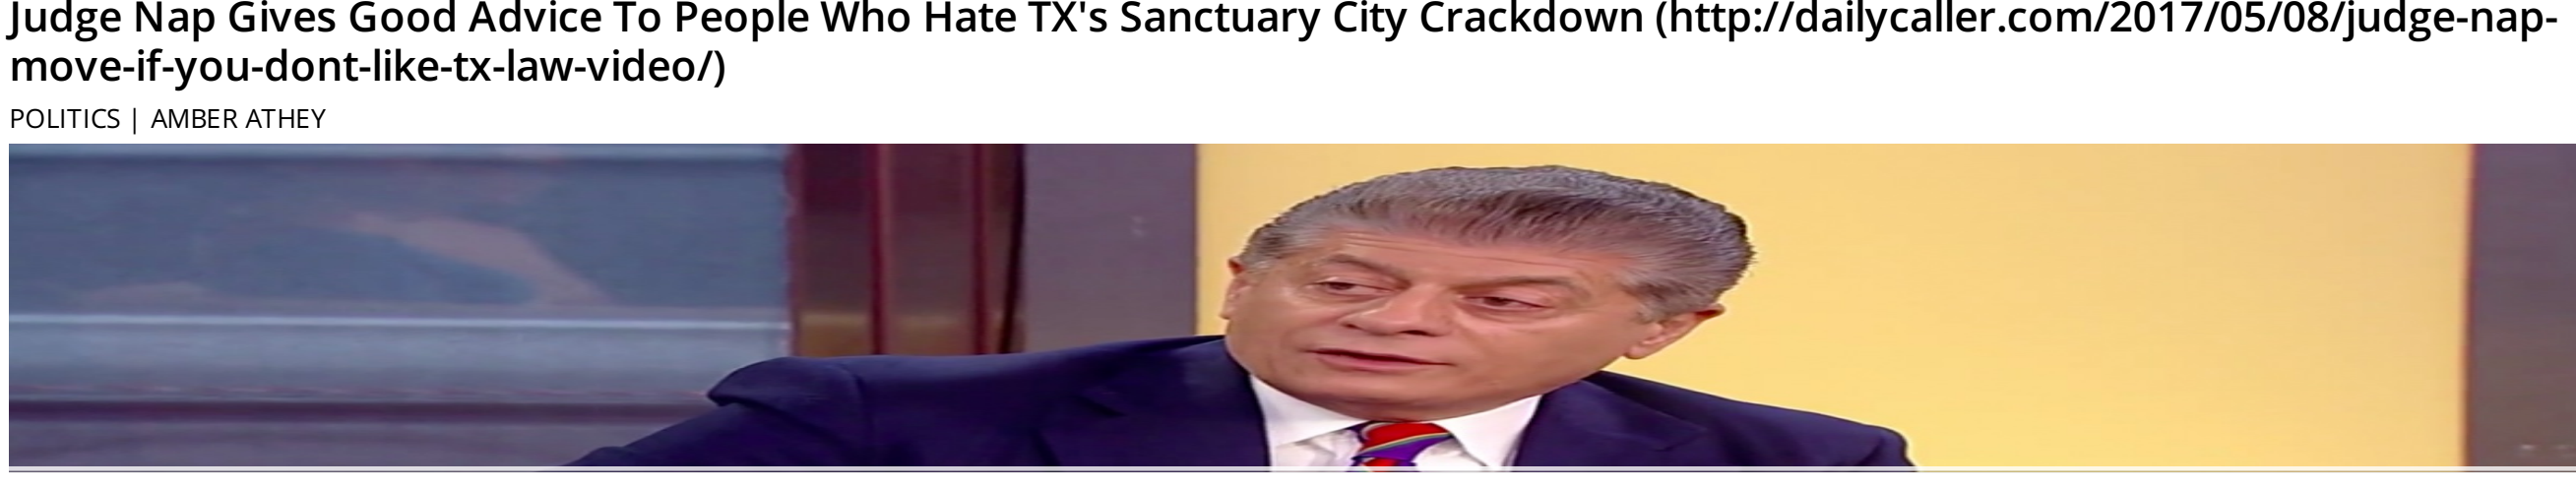 Judge Nap Gives Good Advice To People Who Hate TX's Sanctuary City Crackdown (http://dailycaller.com/2017/05/08/judge-nap-
move-if-you-dont-like-tx-law-video/)
POLITICS | AMBER ATHEY